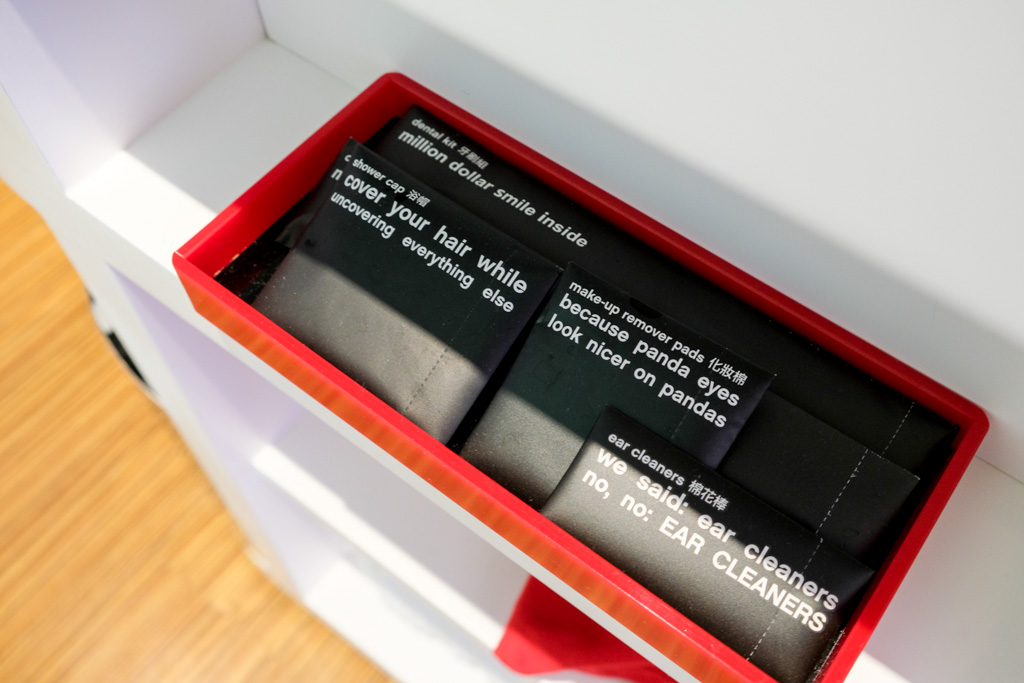 dental kit 牙刷組
million dollar smile inside
shower cap 浴帽
cover your hair while
uncovering everything else
make-up remover pads 化妝棉
because panda eyes
look nicer on pandas
ear cleaners 棉花棒
we said: ear cleaners
no, no: EAR CLEANERS